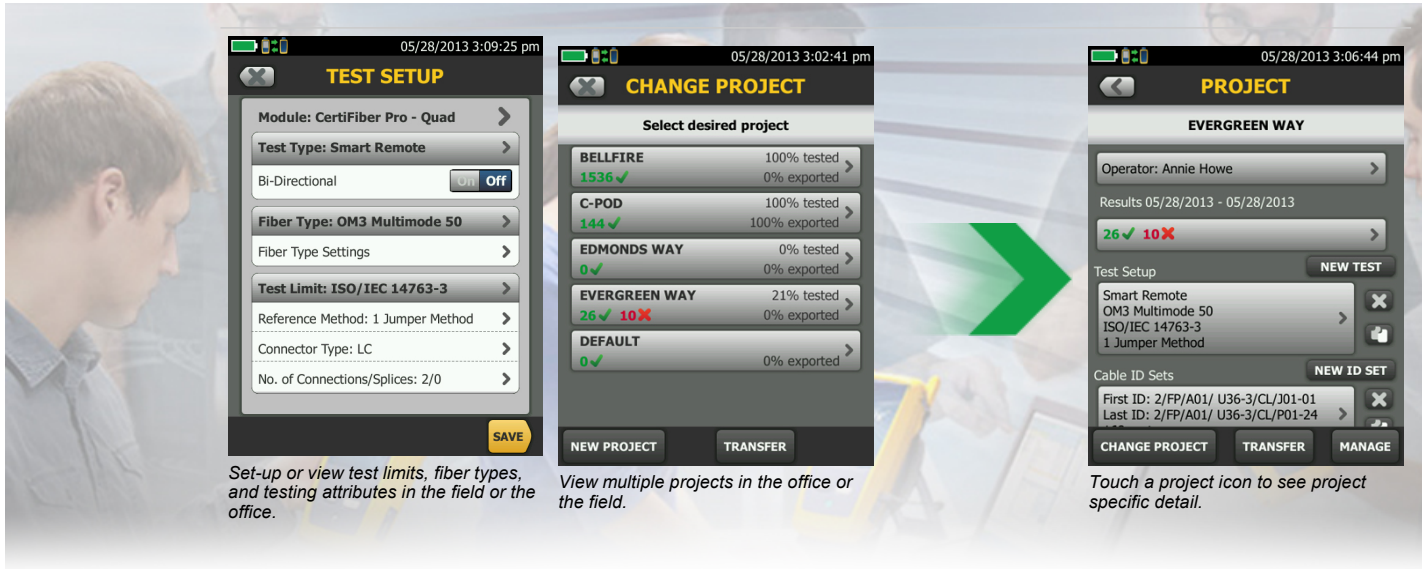 05/28/2013 3:09:25 pm
TEST SETUP
Module: CertiFiber Pro - Quad
Test Type: Smart Remote
Bi-Directional On Off
Fiber Type: OM3 Multimode 50
Fiber Type Settings
Test Limit: ISO/IEC 14763-3
Reference Method: 1 Jumper Method
Connector Type: LC
No. of Connections/Splices: 2/0
SAVE
Set-up or view test limits, fiber types,
and testing attributes in the field or the
office.
05/28/2013 3:02:41 pm
CHANGE PROJECT
Select desired project
BELLFIRE 100% tested
1536 0% exported
C-POD 100% tested
144 100% exported
EDMONDS WAY 0% tested
0 0% exported
EVERGREEN WAY 21% tested
26 10 0% exported
DEFAULT
0 0% exported
NEW PROJECT TRANSFER
View multiple projects in the office or
the field.
05/28/2013 3:06:44 pm
PROJECT
EVERGREEN WAY
Operator: Annie Howe
Results 05/28/2013 - 05/28/2013
26 10
Test Setup NEW TEST
Smart Remote
OM3 Multimode 50
ISO/IEC 14763-3
1 Jumper Method
Cable ID Sets NEW ID SET
First ID: 2/FP/A01/ U36-3/CL/J01-01
Last ID: 2/FP/A01/ U36-3/CL/P01-24
CHANGE PROJECT TRANSFER MANAGE
Touch a project icon to see project
specific detail.